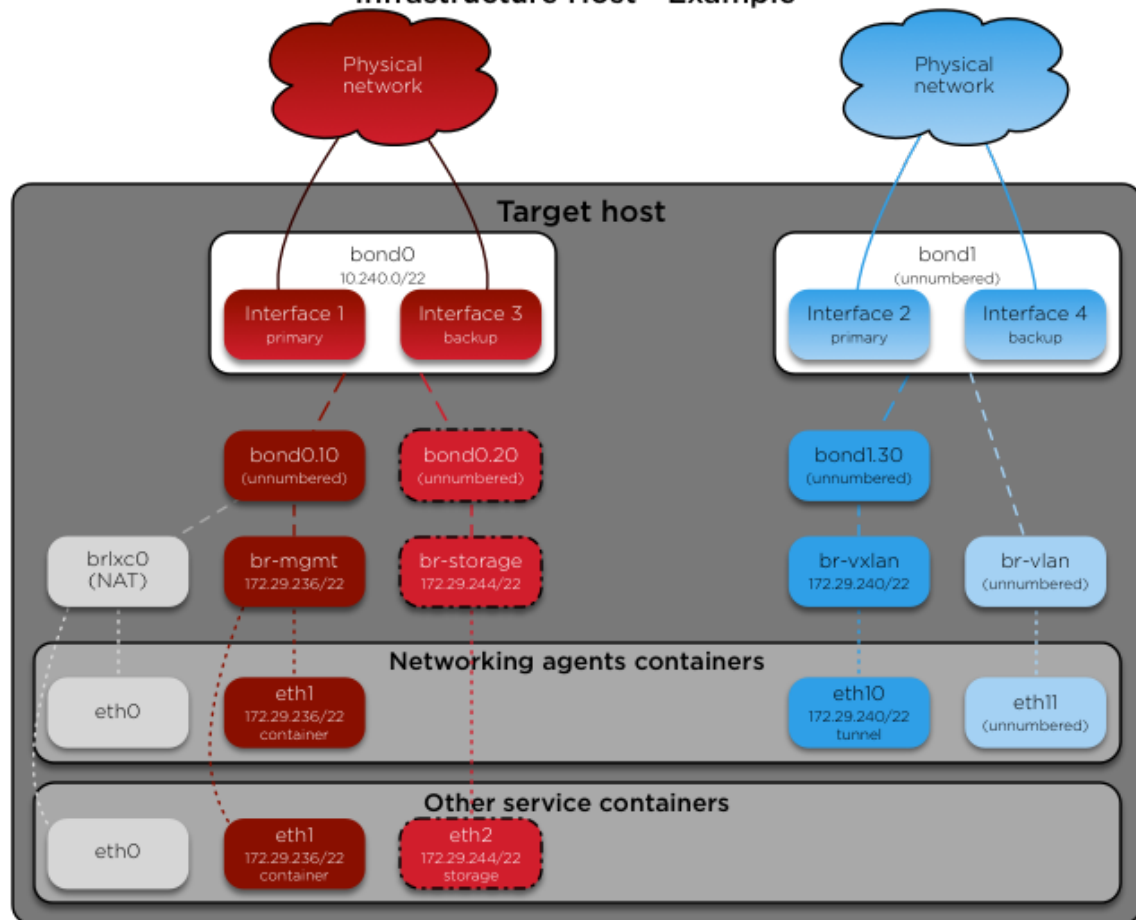 Infrastructure Host - Example
Physical
network
Physical
network
Target host
bond0
10.240.0/22
Interface 1
primary
Interface 3
backup
bond1
(unnumbered)
Interface 2
primary
Interface 4
backup
bond0.10
(unnumbered)
bond0.20
(unnumbered)
bond1.30
(unnumbered)
brlxc0
(NAT)
br-mgmt
172.29.236/22
br-storage
172.29.244/22
br-vxlan
172.29.240/22
br-vlan
(unnumbered)
Networking agents containers
eth0
eth1
172.29.236/22
container
eth10
172.29.240/22
tunnel
eth11
(unnumbered)
Other service containers
eth0
eth1
172.29.236/22
container
eth2
172.29.244/22
storage